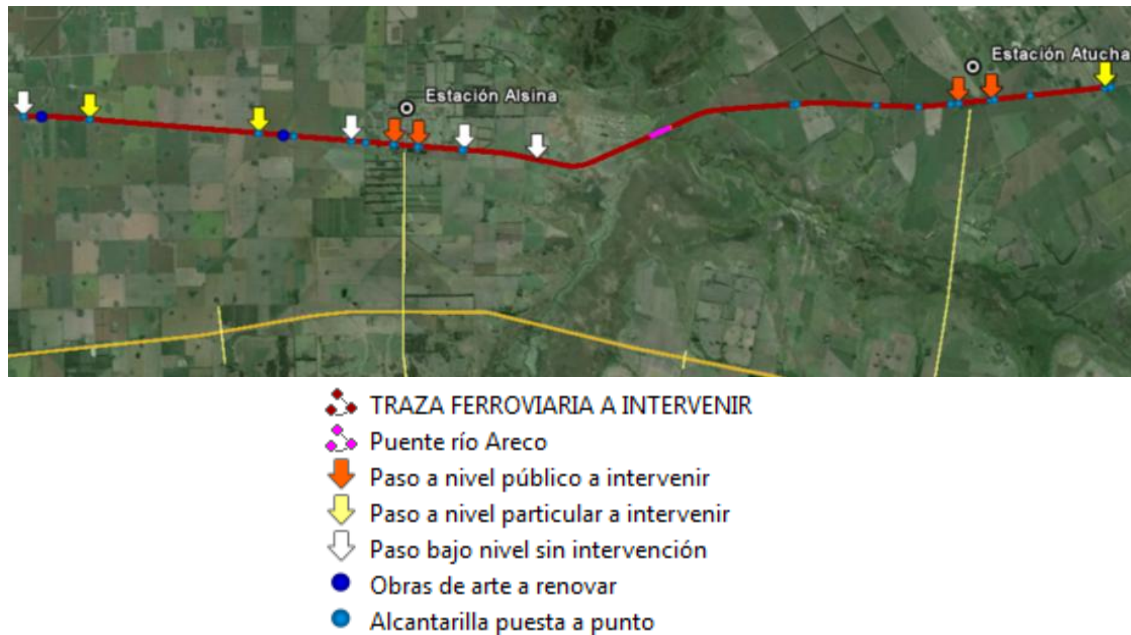 Estación Atucha
Estación Alsina
TRAZA FERROVIARIA A INTERVENIR
Puente río Areco
Paso a nivel público a intervenir
Paso a nivel particular a intervenir
Paso bajo nivel sin intervención
Obras de arte a renovar
Alcantarilla puesta a punto